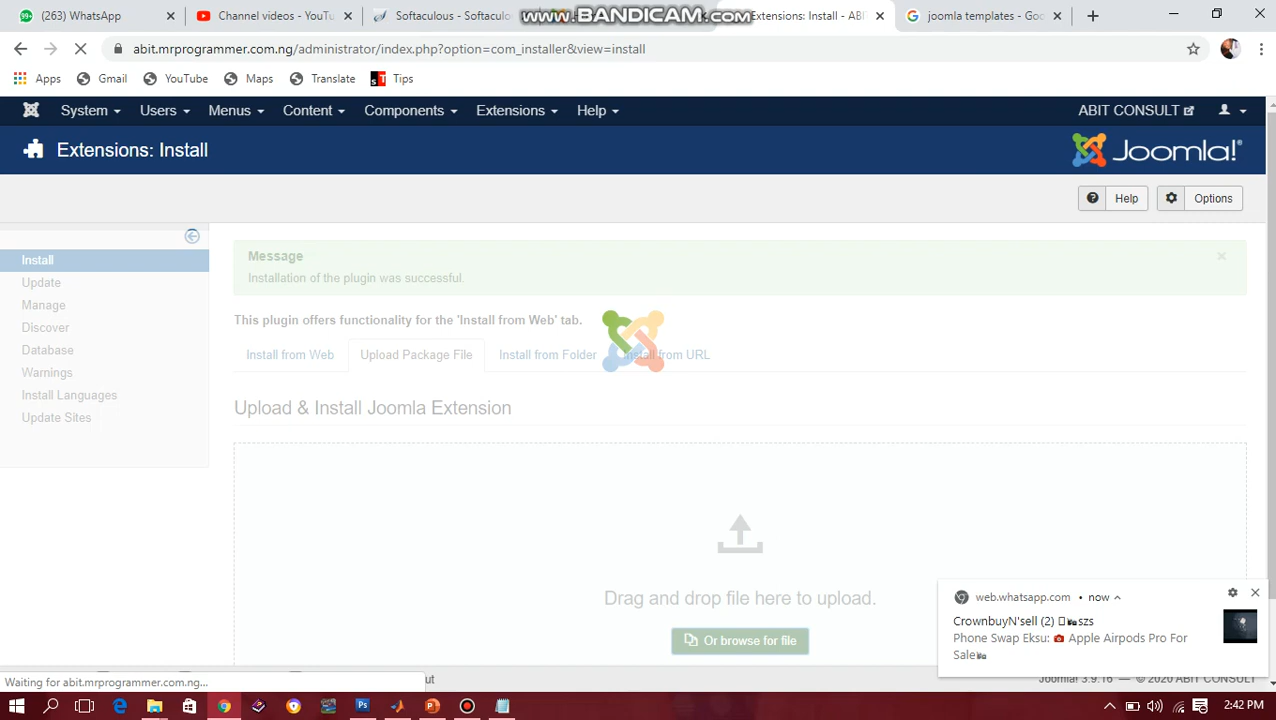 (263) WhatsApp
Channel videos - YouTu
Softaculous - Softaculo
www.BANDICAM.com
Extensions: Install - ABI
joomla templates - Goo
abit.mrprogrammer.com.ng/administrator/index.php?option=com_installer&view=install
Apps
Gmail
YouTube
Maps
Translate
Tips
System
Users
Menus
Content
Components
Extensions
Help
ABIT CONSULT
Extensions: Install
Joomla!®
Help
Options
Install
Update
Manage
Discover
Database
Warnings
Install Languages
Update Sites
Message
Installation of the plugin was successful.
This plugin offers functionality for the 'Install from Web' tab.
Install from Web
Upload Package File
Install from Folder
Install from URL
Upload & Install Joomla Extension
Drag and drop file here to upload.
Or browse for file
web.whatsapp.com • now
CrownbuyN'sell (2) szs
Phone Swap Eksu: Apple Airpods Pro For
Sale
Waiting for abit.mrprogrammer.com.ng...
ut
Joomla! 3.9.16 — © 2020 ABIT CONSULT
2:42 PM